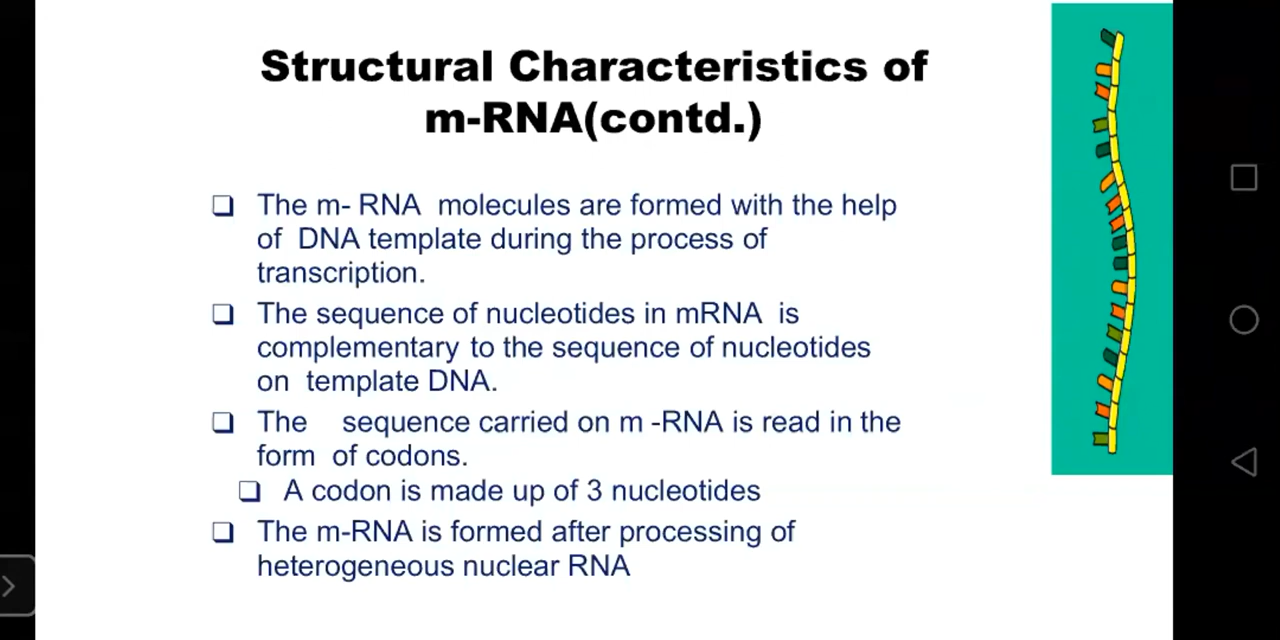 Structural Characteristics of
m-RNA(contd.)
❑ The m- RNA molecules are formed with the help
of DNA template during the process of
transcription.
❑ The sequence of nucleotides in mRNA is
complementary to the sequence of nucleotides
on template DNA.
❑ The sequence carried on m -RNA is read in the
form of codons.
❑ A codon is made up of 3 nucleotides
❑ The m-RNA is formed after processing of
heterogeneous nuclear RNA